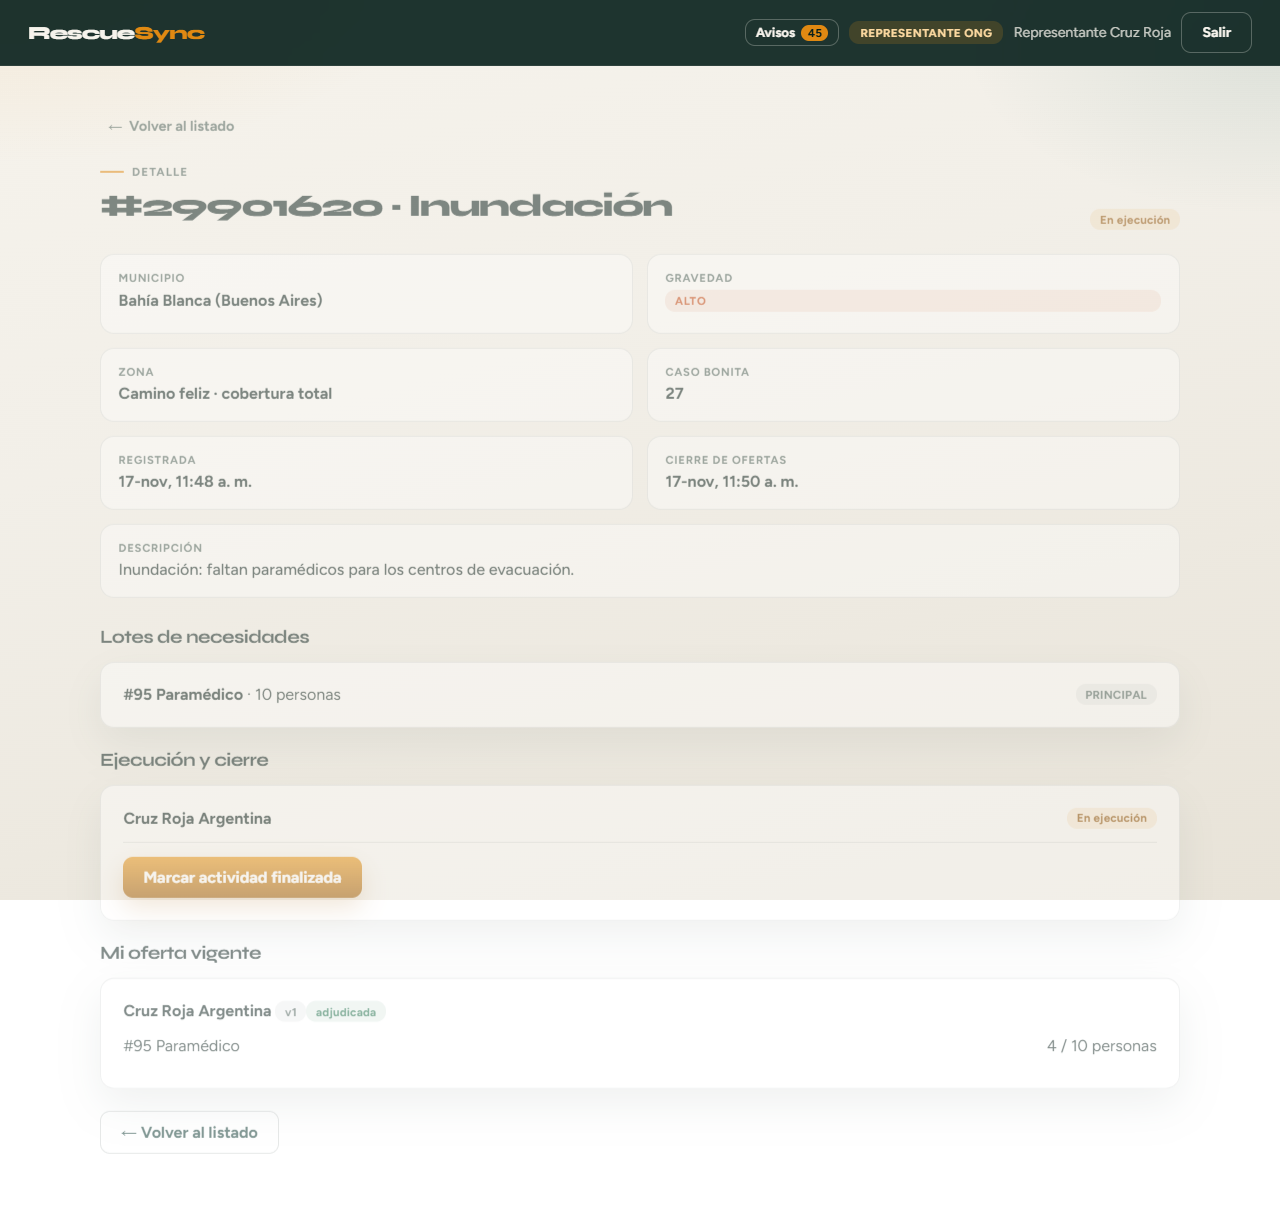 RescueSync
Avisos 45
REPRESENTANTE ONG
Representante Cruz Roja
Salir
← Volver al listado
DETALLE
#29901620 · Inundación
En ejecución
MUNICIPIO
Bahía Blanca (Buenos Aires)
GRAVEDAD
ALTO
ZONA
Camino feliz · cobertura total
CASO BONITA
27
REGISTRADA
17-nov, 11:48 a. m.
CIERRE DE OFERTAS
17-nov, 11:50 a. m.
DESCRIPCIÓN
Inundación: faltan paramédicos para los centros de evacuación.
Lotes de necesidades
#95 Paramédico · 10 personas
PRINCIPAL
Ejecución y cierre
Cruz Roja Argentina
En ejecución
Marcar actividad finalizada
Mi oferta vigente
Cruz Roja Argentina v1 adjudicada
#95 Paramédico
4 / 10 personas
← Volver al listado